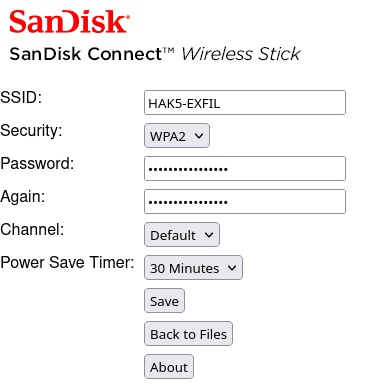 SanDisk®
SanDisk Connect™ Wireless Stick
SSID: HAK5-EXFIL
Security: WPA2
Password: ••••••••••••••••
Again: ••••••••••••••••
Channel: Default
Power Save Timer: 30 Minutes
Save
Back to Files
About